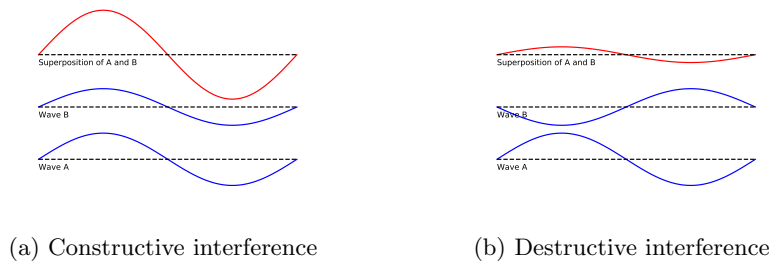 Superposition of A and B
Wave B
Wave A
(a) Constructive interference
Superposition of A and B
Wave B
Wave A
(b) Destructive interference